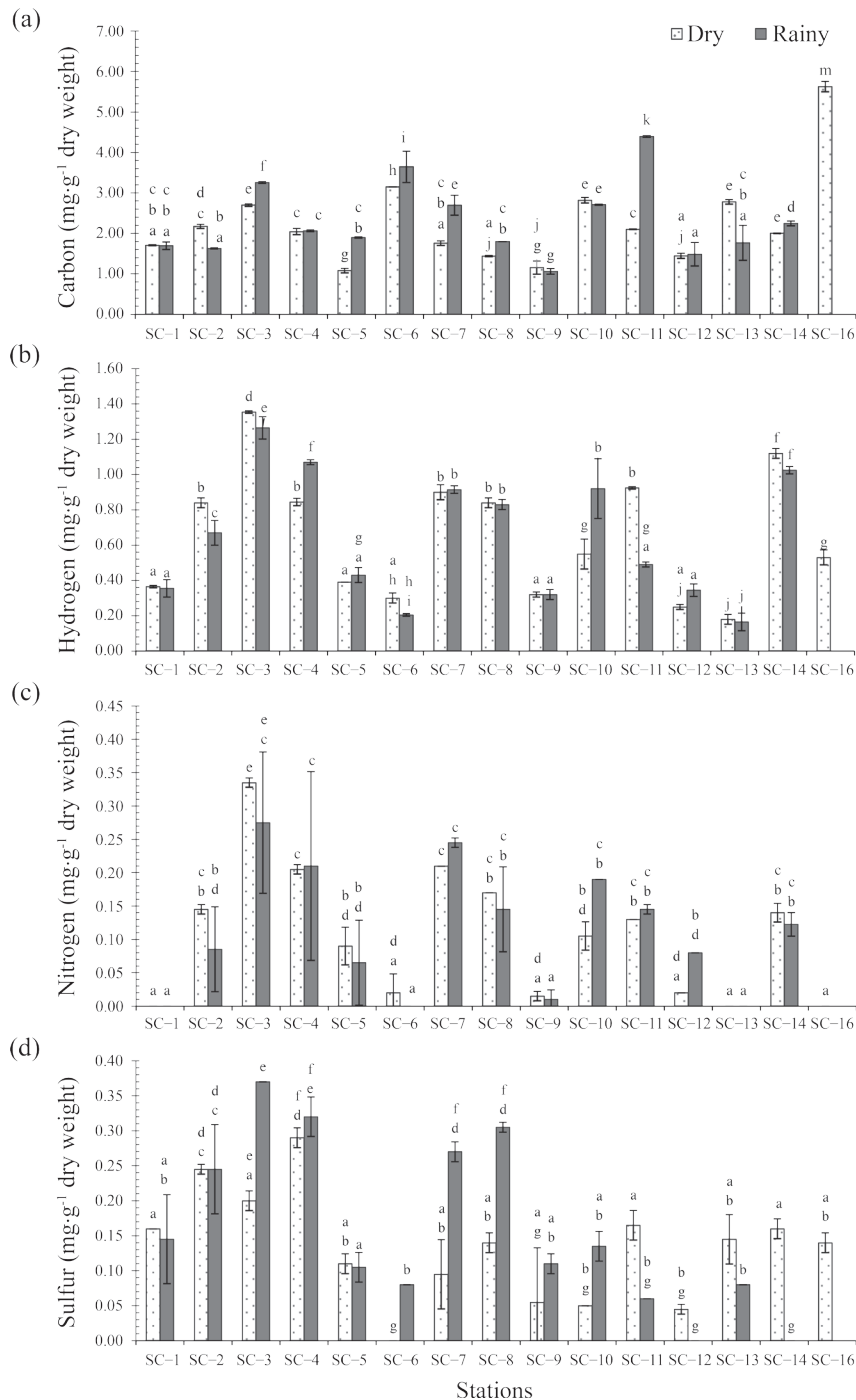 (a)
Dry Rainy
Carbon (mg·g⁻¹ dry weight)
7.00
6.00
5.00
4.00
3.00
2.00
1.00
0.00
m
i k
f h
c c d e c e e e c
b b c b c c b c a c j j c a b d
a a b a g b a j b g g j a a e
SC–1 SC–2 SC–3 SC–4 SC–5 SC–6 SC–7 SC–8 SC–9 SC–10 SC–11 SC–12 SC–13 SC–14 SC–16
(b)
Hydrogen (mg·g⁻¹ dry weight)
1.60
1.40
1.20
1.00
0.80
0.60
0.40
0.20
0.00
d e f f f
b c b b b b b b b
a a a g a h i a a g g a j a j j g
SC–1 SC–2 SC–3 SC–4 SC–5 SC–6 SC–7 SC–8 SC–9 SC–10 SC–11 SC–12 SC–13 SC–14 SC–16
(c)
Nitrogen (mg·g⁻¹ dry weight)
0.45
0.40
0.35
0.30
0.25
0.20
0.15
0.10
0.05
0.00
e e c c
c b b d c b d b d c c c b c b c b b d c b c b b d c b c b
a a d a a d a a d a a a a
SC–1 SC–2 SC–3 SC–4 SC–5 SC–6 SC–7 SC–8 SC–9 SC–10 SC–11 SC–12 SC–13 SC–14 SC–16
(d)
Sulfur (mg·g⁻¹ dry weight)
0.40
0.35
0.30
0.25
0.20
0.15
0.10
0.05
0.00
e f d f e f d f d
a a b d c d c e a a b a a b a b a g a b b g a b a b g b g a b b a a
g b g g
SC–1 SC–2 SC–3 SC–4 SC–5 SC–6 SC–7 SC–8 SC–9 SC–10 SC–11 SC–12 SC–13 SC–14 SC–16
Stations